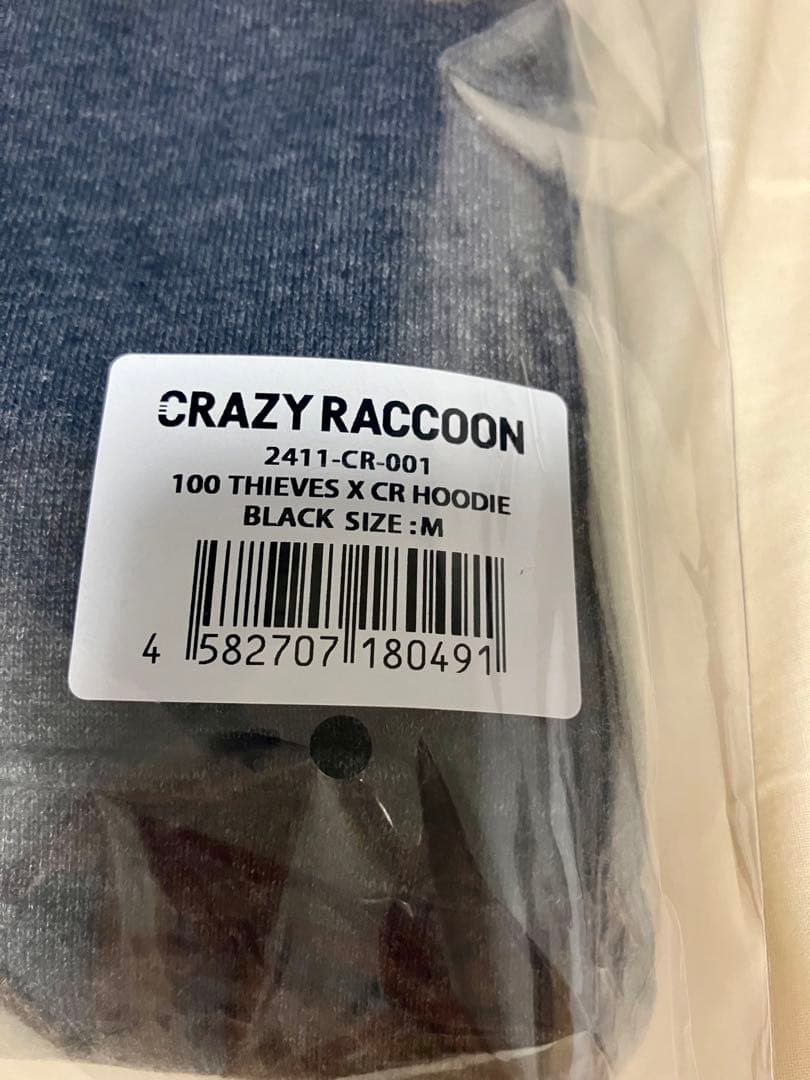 CRAZY RACCOON
2411-CR-001
100 THIEVES X CR HOODIE
BLACK SIZE :M
4 582707 180491